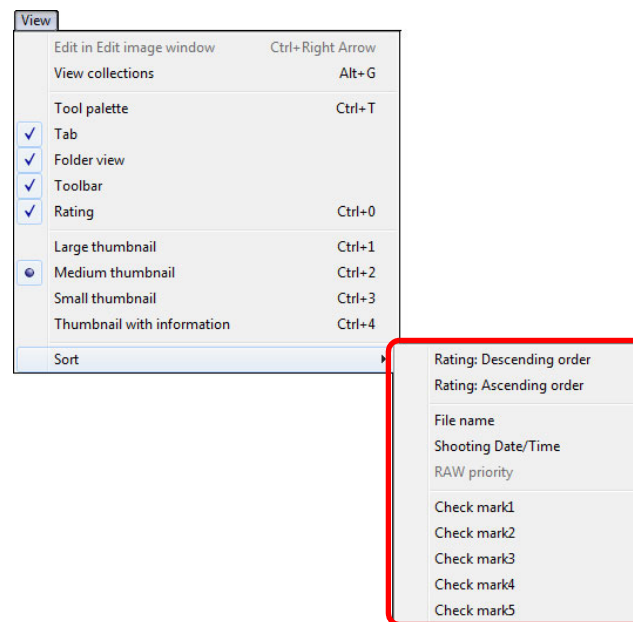 View
Edit in Edit image window Ctrl+Right Arrow
View collections Alt+G
Tool palette Ctrl+T
Tab
Folder view
Toolbar
Rating Ctrl+0
Large thumbnail Ctrl+1
Medium thumbnail Ctrl+2
Small thumbnail Ctrl+3
Thumbnail with information Ctrl+4
Sort
Rating: Descending order
Rating: Ascending order
File name
Shooting Date/Time
RAW priority
Check mark1
Check mark2
Check mark3
Check mark4
Check mark5